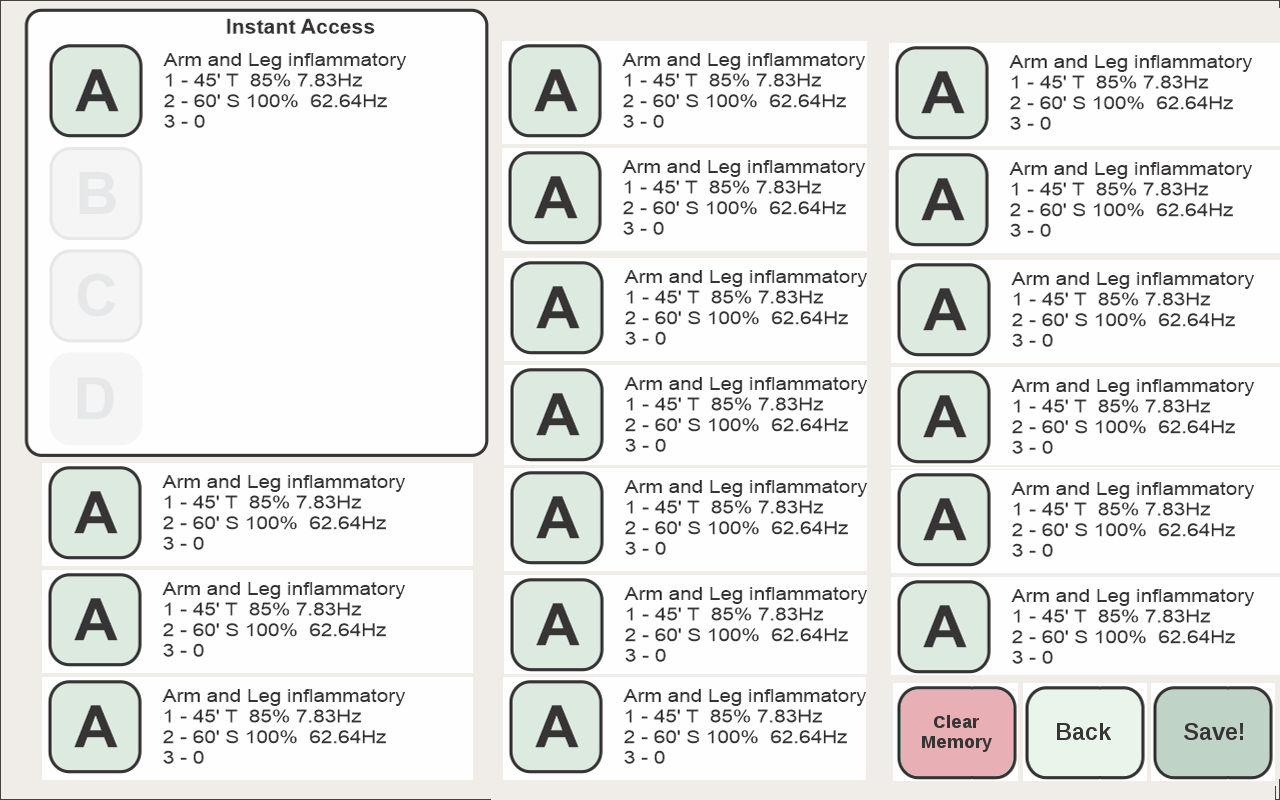 Instant Access
A
Arm and Leg inflammatory
1 - 45' T  85% 7.83Hz
2 - 60' S 100%  62.64Hz
3 - 0
B
C
D
A
Arm and Leg inflammatory
1 - 45' T  85% 7.83Hz
2 - 60' S 100%  62.64Hz
3 - 0
A
Arm and Leg inflammatory
1 - 45' T  85% 7.83Hz
2 - 60' S 100%  62.64Hz
3 - 0
A
Arm and Leg inflammatory
1 - 45' T  85% 7.83Hz
2 - 60' S 100%  62.64Hz
3 - 0
A
Arm and Leg inflammatory
1 - 45' T  85% 7.83Hz
2 - 60' S 100%  62.64Hz
3 - 0
A
Arm and Leg inflammatory
1 - 45' T  85% 7.83Hz
2 - 60' S 100%  62.64Hz
3 - 0
A
Arm and Leg inflammatory
1 - 45' T  85% 7.83Hz
2 - 60' S 100%  62.64Hz
3 - 0
A
Arm and Leg inflammatory
1 - 45' T  85% 7.83Hz
2 - 60' S 100%  62.64Hz
3 - 0
A
Arm and Leg inflammatory
1 - 45' T  85% 7.83Hz
2 - 60' S 100%  62.64Hz
3 - 0
A
Arm and Leg inflammatory
1 - 45' T  85% 7.83Hz
2 - 60' S 100%  62.64Hz
3 - 0
A
Arm and Leg inflammatory
1 - 45' T  85% 7.83Hz
2 - 60' S 100%  62.64Hz
3 - 0
A
Arm and Leg inflammatory
1 - 45' T  85% 7.83Hz
2 - 60' S 100%  62.64Hz
3 - 0
A
Arm and Leg inflammatory
1 - 45' T  85% 7.83Hz
2 - 60' S 100%  62.64Hz
3 - 0
A
Arm and Leg inflammatory
1 - 45' T  85% 7.83Hz
2 - 60' S 100%  62.64Hz
3 - 0
A
Arm and Leg inflammatory
1 - 45' T  85% 7.83Hz
2 - 60' S 100%  62.64Hz
3 - 0
A
Arm and Leg inflammatory
1 - 45' T  85% 7.83Hz
2 - 60' S 100%  62.64Hz
3 - 0
A
Arm and Leg inflammatory
1 - 45' T  85% 7.83Hz
2 - 60' S 100%  62.64Hz
3 - 0
Clear
Memory
Back
Save!